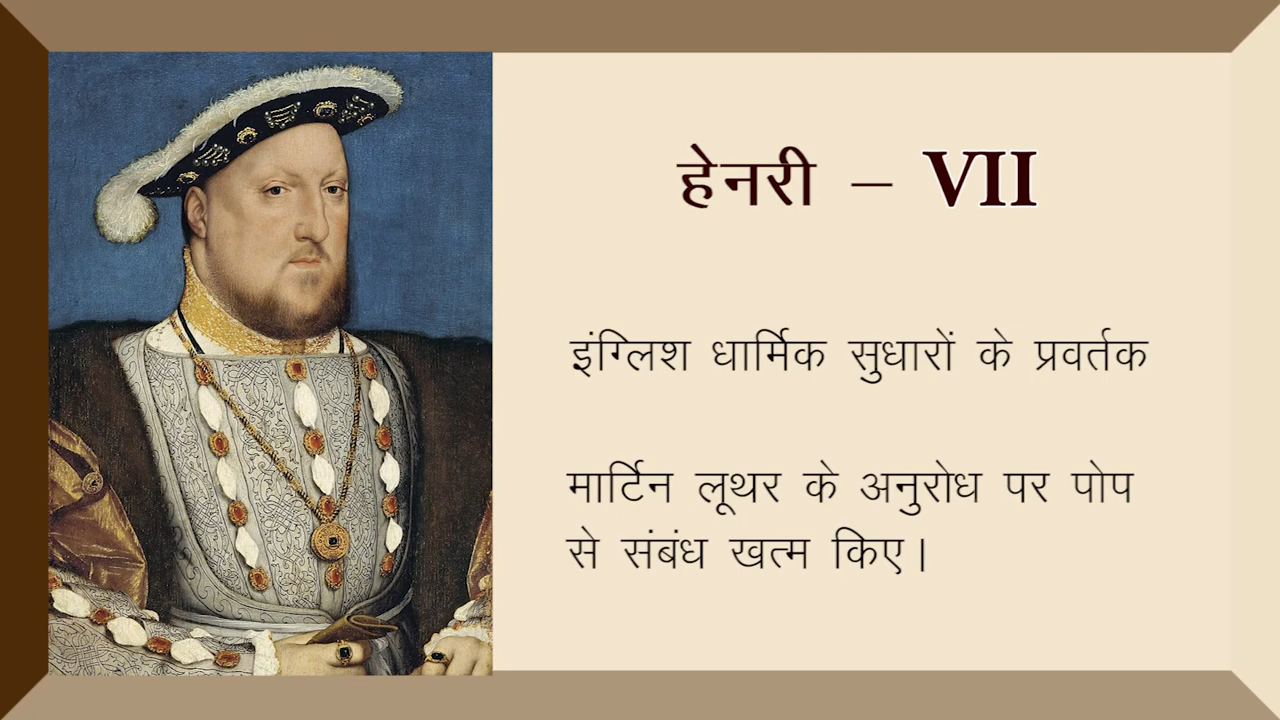 हेनरी – VII
इंग्लिश धार्मिक सुधारों के प्रवर्तक
मार्टिन लूथर के अनुरोध पर पोप
से संबंध खत्म किए।